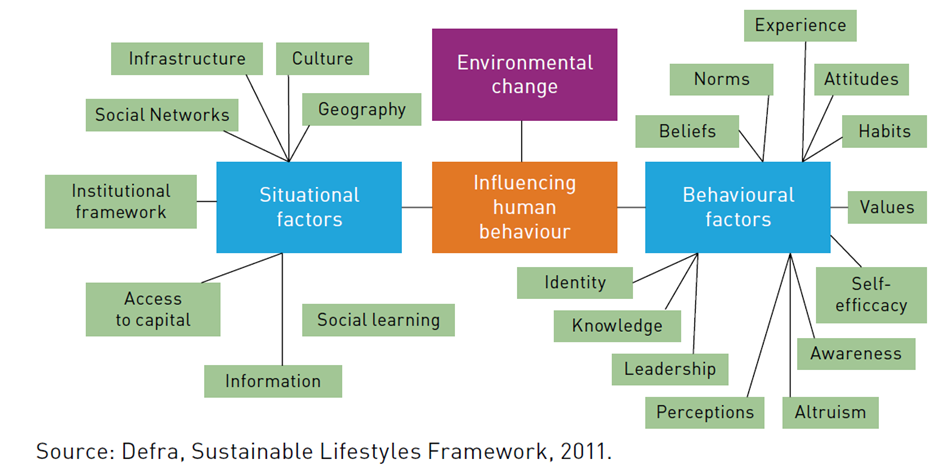 Experience
Environmental
change
Infrastructure
Culture
Norms
Attitudes
Social Networks
Geography
Beliefs
Habits
Institutional
framework
Situational
factors
Influencing
human
behaviour
Behavioural
factors
Values
Identity
Self-
efficcacy
Access
to capital
Social learning
Knowledge
Awareness
Leadership
Information
Perceptions
Altruism
Source: Defra, Sustainable Lifestyles Framework, 2011.